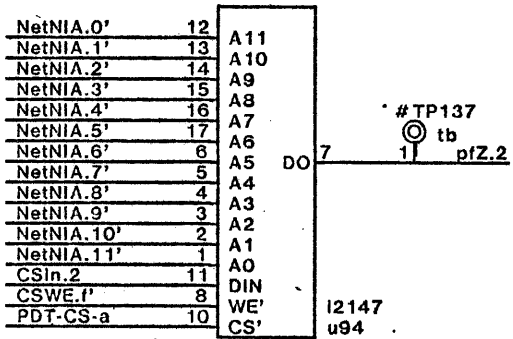 NetNIA.0' 12 A11
NetNIA.1' 13 A10
NetNIA.2' 14 A9
NetNIA.3' 15 A8
NetNIA.4' 16 A7
NetNIA.5' 17 A6
NetNIA.6' 6 A5
NetNIA.7' 5 A4
NetNIA.8' 4 A3
NetNIA.9' 3 A2
NetNIA.10' 2 A1
NetNIA.11' 1 A0
CSIn.2 11 DIN
CSWE.f' 8 WE'
PDT-CS-a 10 CS'
#TP137
tb
DO 7 1 pfZ.2
I2147
u94